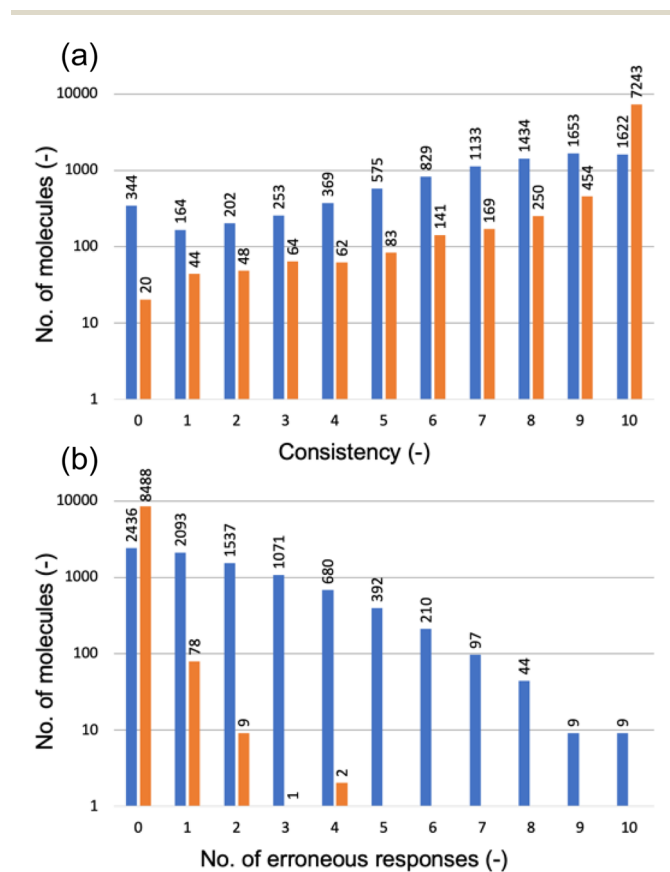 (a)
10000
1000
100
10
1
No. of molecules (-)
344 20 164 44 202 48 253 64 369 62 575 83 829 141 1133 169 1434 250 1653 454 1622 7243
0 1 2 3 4 5 6 7 8 9 10
Consistency (-)
(b)
10000
1000
100
10
1
No. of molecules (-)
2436 8488 2093 78 1537 9 1071 1 680 2 392 210 97 44 9 9
0 1 2 3 4 5 6 7 8 9 10
No. of erroneous responses (-)